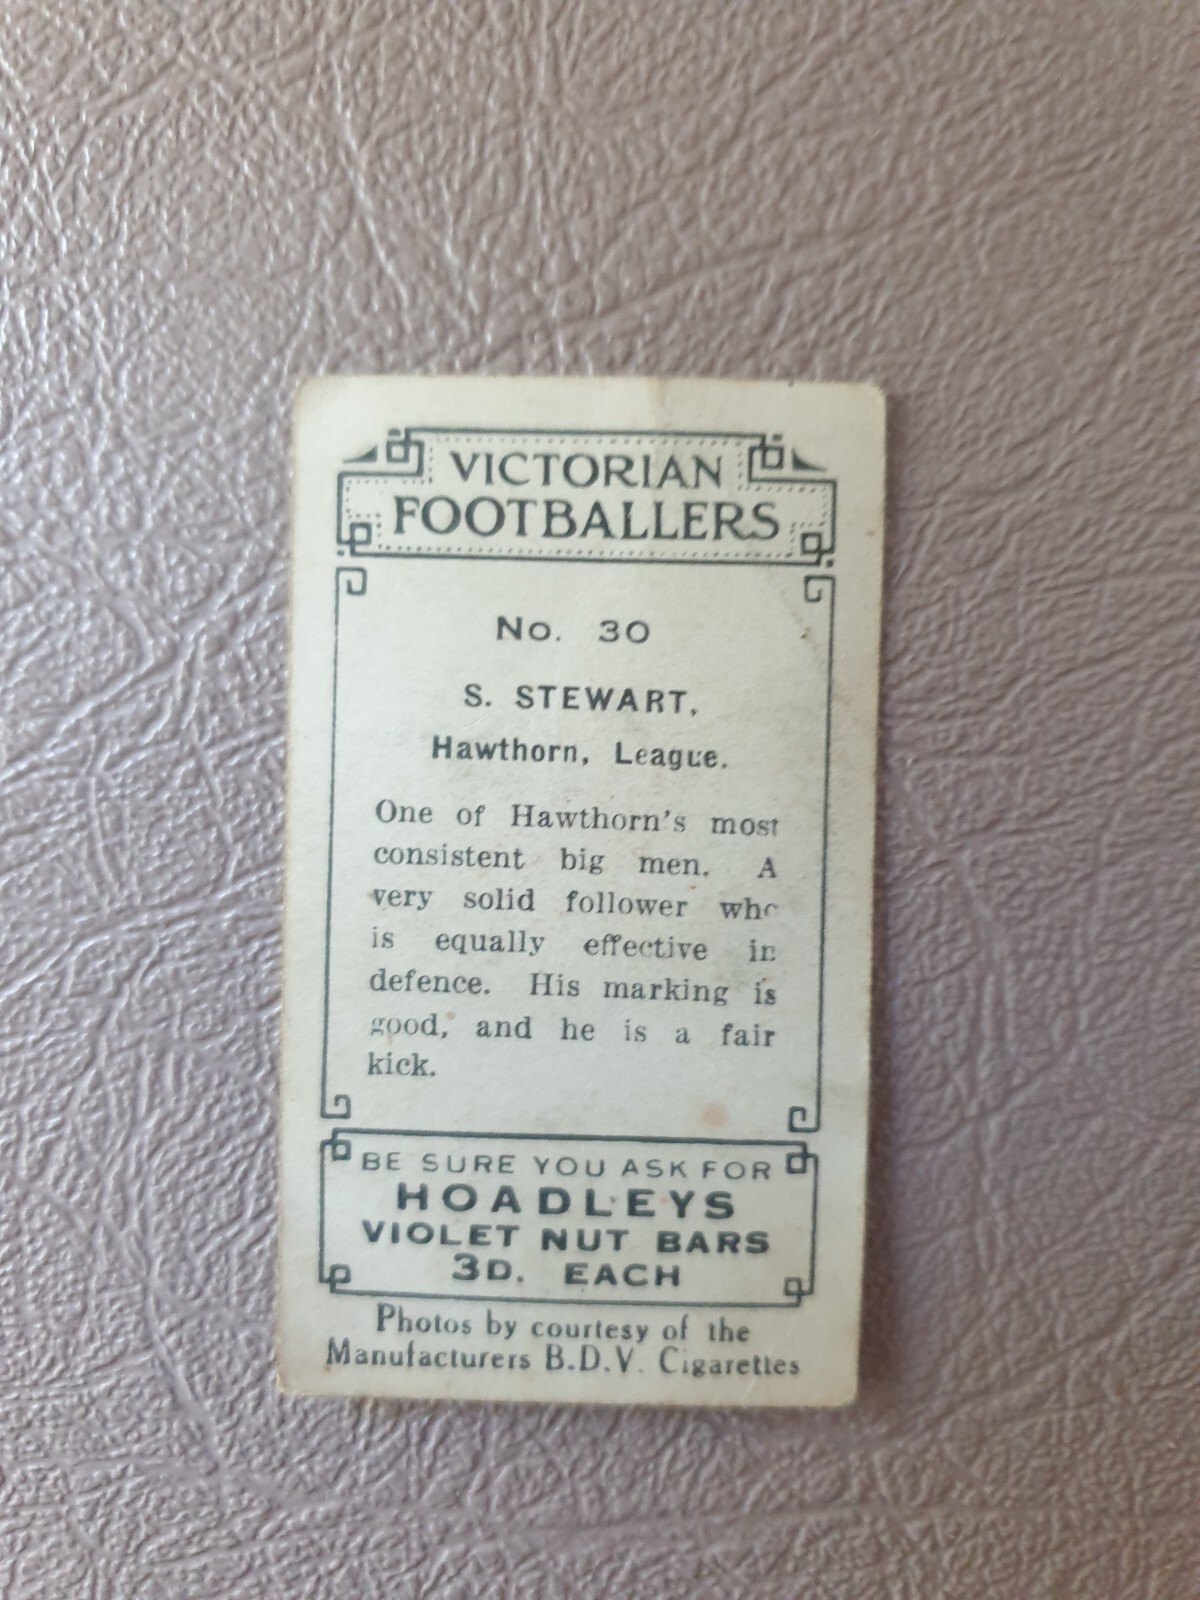 VICTORIAN
FOOTBALLERS
No. 30
S. STEWART,
Hawthorn, League.
One of Hawthorn's most
consistent big men. A
very solid follower who
is equally effective in
defence. His marking is
good, and he is a fair
kick.
BE SURE YOU ASK FOR
HOADLEYS
VIOLET NUT BARS
3D. EACH
Photos by courtesy of the
Manufacturers B.D.V. Cigarettes